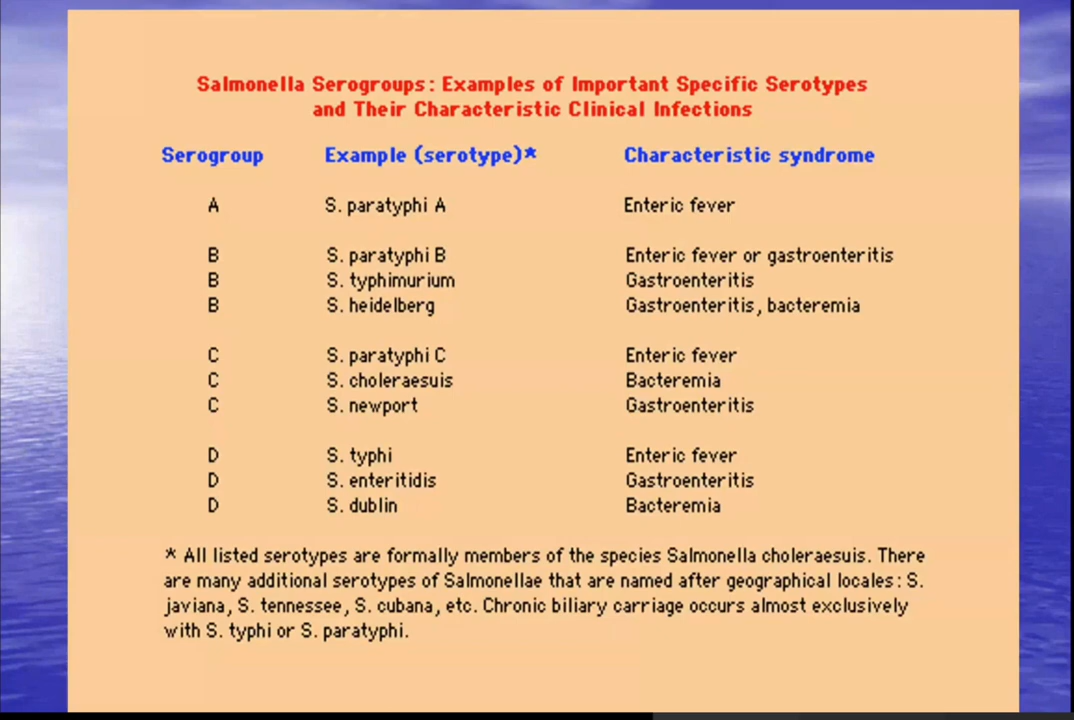 Salmonella Serogroups: Examples of Important Specific Serotypes
and Their Characteristic Clinical Infections
Serogroup Example (serotype)* Characteristic syndrome
A S. paratyphi A Enteric fever
B S. paratyphi B Enteric fever or gastroenteritis
B S. typhimurium Gastroenteritis
B S. heidelberg Gastroenteritis, bacteremia
C S. paratyphi C Enteric fever
C S. choleraesuis Bacteremia
C S. newport Gastroenteritis
D S. typhi Enteric fever
D S. enteritidis Gastroenteritis
D S. dublin Bacteremia
* All listed serotypes are formally members of the species Salmonella choleraesuis. There
are many additional serotypes of Salmonellae that are named after geographical locales: S.
javiana, S. tennessee, S. cubana, etc. Chronic biliary carriage occurs almost exclusively
with S. typhi or S. paratyphi.